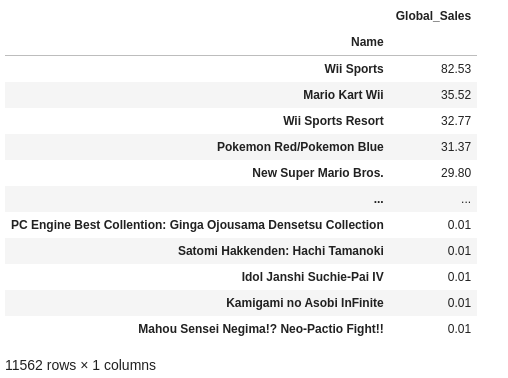 Global_Sales
Name
Wii Sports 82.53
Mario Kart Wii 35.52
Wii Sports Resort 32.77
Pokemon Red/Pokemon Blue 31.37
New Super Mario Bros. 29.80
... ...
PC Engine Best Collention: Ginga Ojousama Densetsu Collection 0.01
Satomi Hakkenden: Hachi Tamanoki 0.01
Idol Janshi Suchie-Pai IV 0.01
Kamigami no Asobi InFinite 0.01
Mahou Sensei Negima!? Neo-Pactio Fight!! 0.01
11562 rows × 1 columns